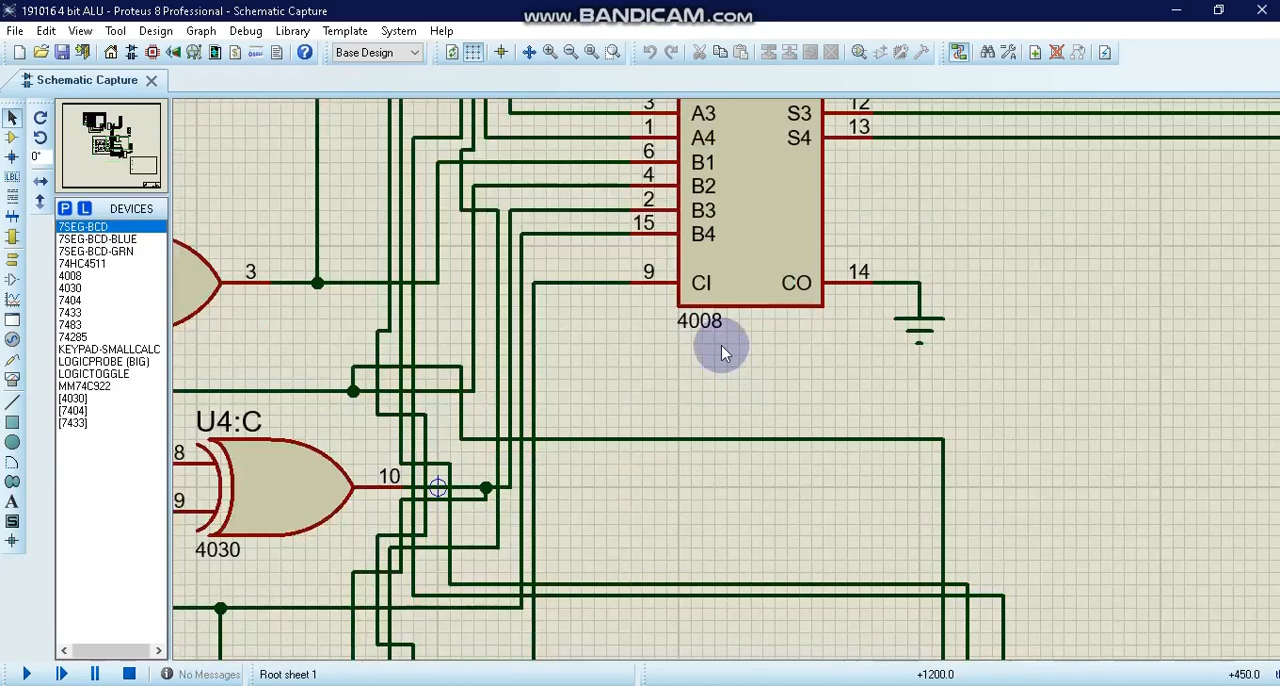 191016 4 bit ALU - Proteus 8 Professional - Schematic Capture
www.BANDICAM.com
File Edit View Tool Design Graph Debug Library Template System Help
Base Design
Schematic Capture
0°
LBL
P L DEVICES
7SEG-BCD
7SEG-BCD-BLUE
7SEG-BCD-GRN
74HC4511
4008
4030
7404
7433
7483
74285
KEYPAD-SMALLCALC
LOGICPROBE (BIG)
LOGICTOGGLE
MM74C922
[4030]
[7404]
[7433]
3 A3 S3 12
1 A4 S4 13
6 B1
4 B2
2 B3
15 B4
9 CI CO 14
4008
3
U4:C
8
9
10
4030
No Messages
Root sheet 1
+1200.0
+450.0